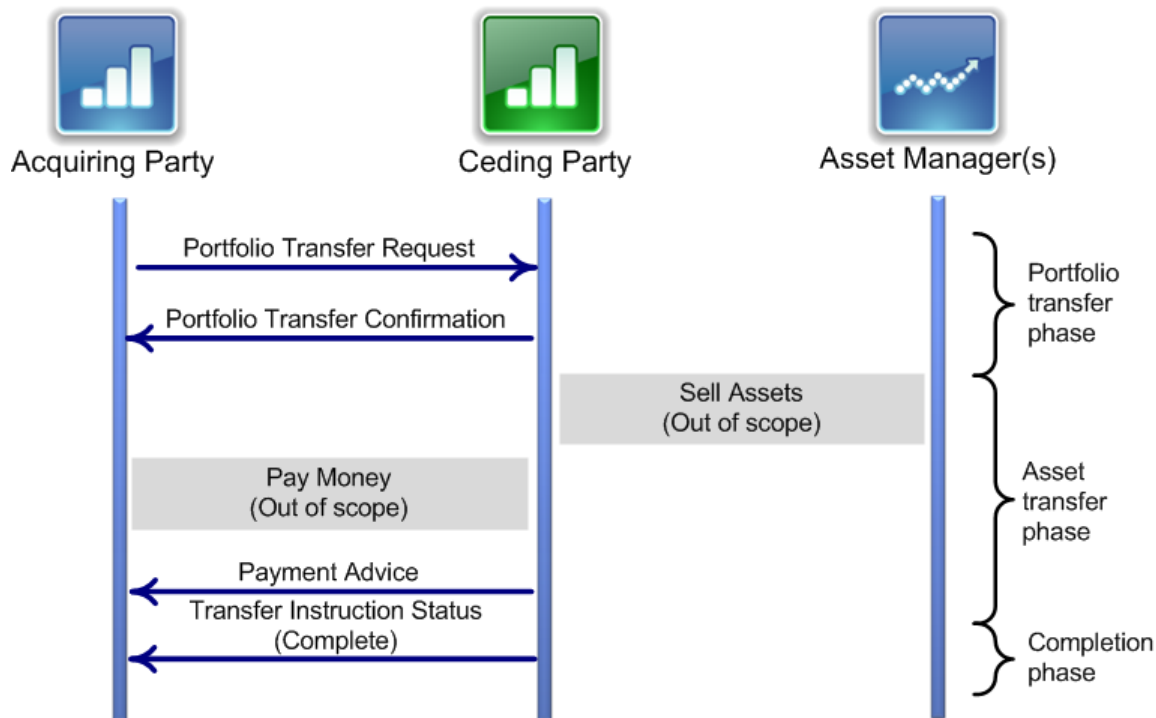 Acquiring Party
Ceding Party
Asset Manager(s)
Portfolio Transfer Request
Portfolio
transfer
phase
Portfolio Transfer Confirmation
Sell Assets
(Out of scope)
Pay Money
(Out of scope)
Asset
transfer
phase
Payment Advice
Transfer Instruction Status
(Complete)
Completion
phase